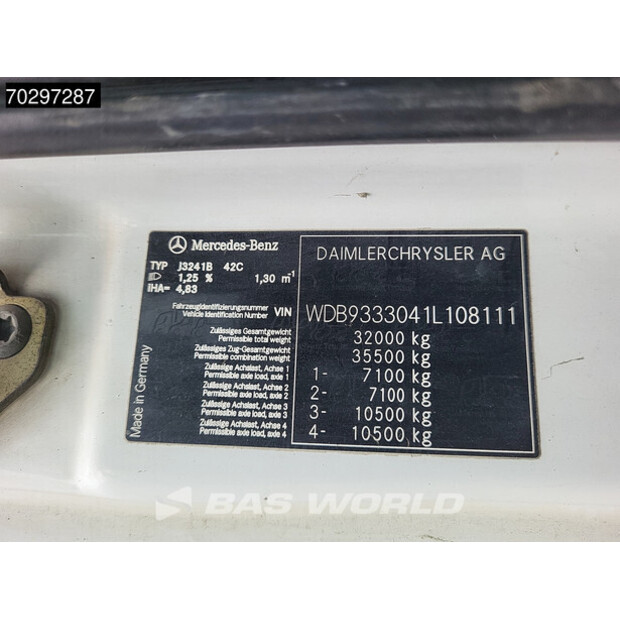 70297287
Mercedes-Benz
DAIMLERCHRYSLER AG
TYP J3241B 42C
1,25 % 1,30 m⁻¹
IHA= 4,83
Fahrzeugidentifizierungsnummer
Vehicle Identification Number VIN WDB9333041L108111
Zulässiges Gesamtgewicht
Permissible total weight 32000 kg
Zulässiges Zug-Gesamtgewicht
Permissible combination weight 35500 kg
Zulässige Achslast, Achse 1
Permissible axle load, axle 1 1- 7100 kg
Zulässige Achslast, Achse 2
Permissible axle load, axle 2 2- 7100 kg
Zulässige Achslast, Achse 3
Permissible axle load, axle 3 3- 10500 kg
Zulässige Achslast, Achse 4
Permissible axle load, axle 4 4- 10500 kg
Made in Germany
BAS WORLD